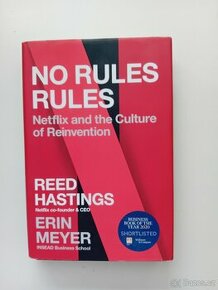 NO RULES
RULES
Netflix and the Culture
of Reinvention
REED
HASTINGS
Netflix co-founder & CEO
ERIN
MEYER
INSEAD Business School
BUSINESS
BOOK OF THE
YEAR 2020
SHORTLISTED